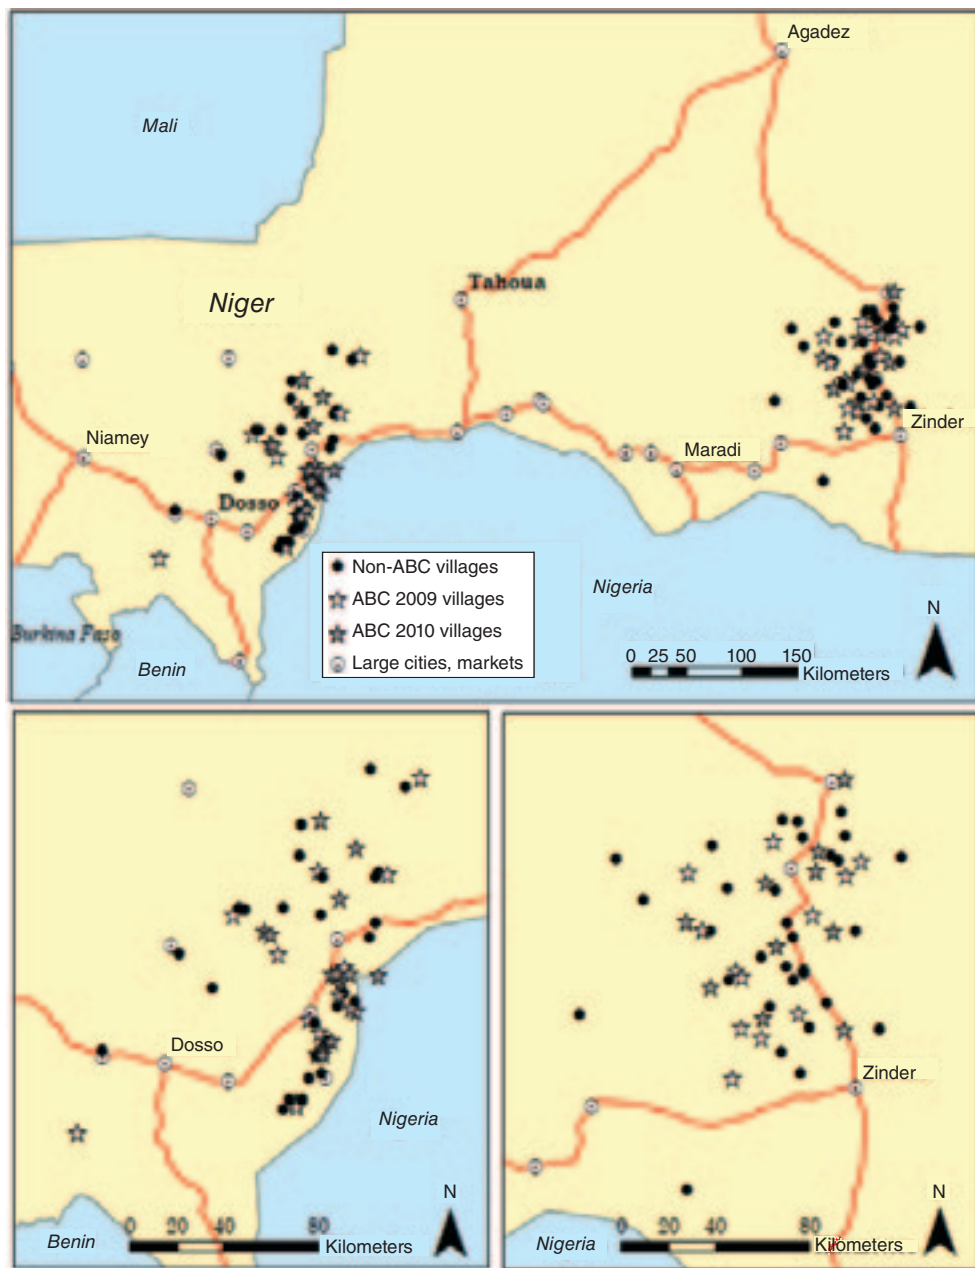 Agadez
Mali
Tahoua
Niger
Niamey
Maradi
Zinder
Dosso
Non-ABC villages
ABC 2009 villages
ABC 2010 villages
Large cities, markets
Nigeria
N
Burkina Faso
Benin
0 25 50 100 150
Kilometers
Dosso
Nigeria
N
Benin
0 40 80
Kilometers
Zinder
N
Nigeria
0 20 40 80
Kilometers